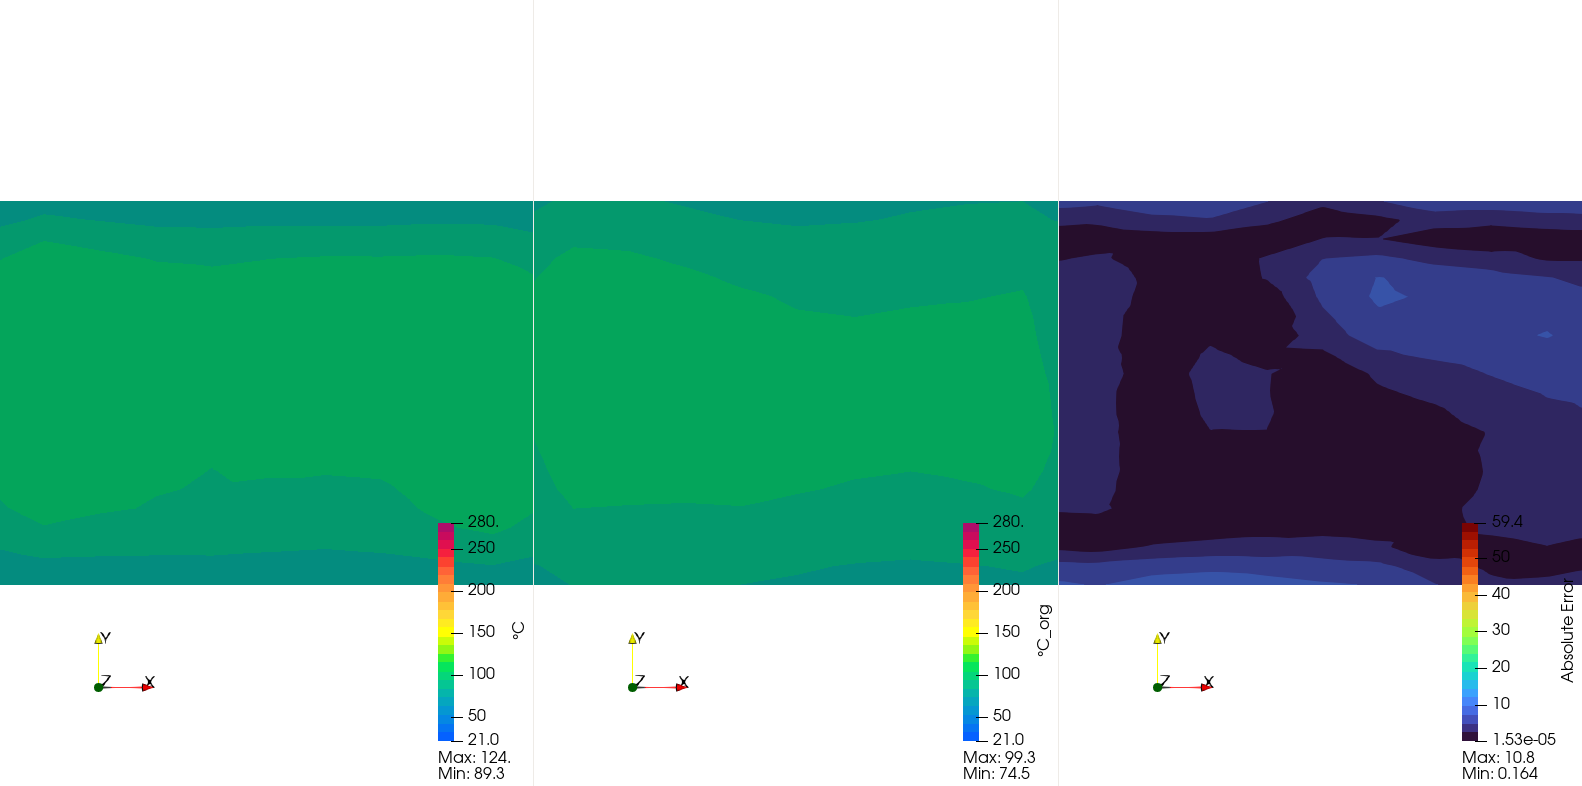 280.
250
200
150
100
50
21.0
°C
Max: 124.
Min: 89.3
Y
Z
X
280.
250
200
150
100
50
21.0
°C_org
Max: 99.3
Min: 74.5
Y
Z
X
59.4
50
40
30
20
10
1.53e-05
Absolute Error
Max: 10.8
Min: 0.164
Y
Z
X